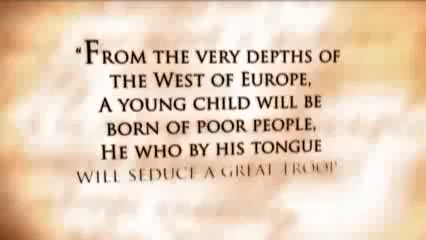 "From the very depths of
the West of Europe,
A young child will be
born of poor people,
He who by his tongue
will seduce a great troop